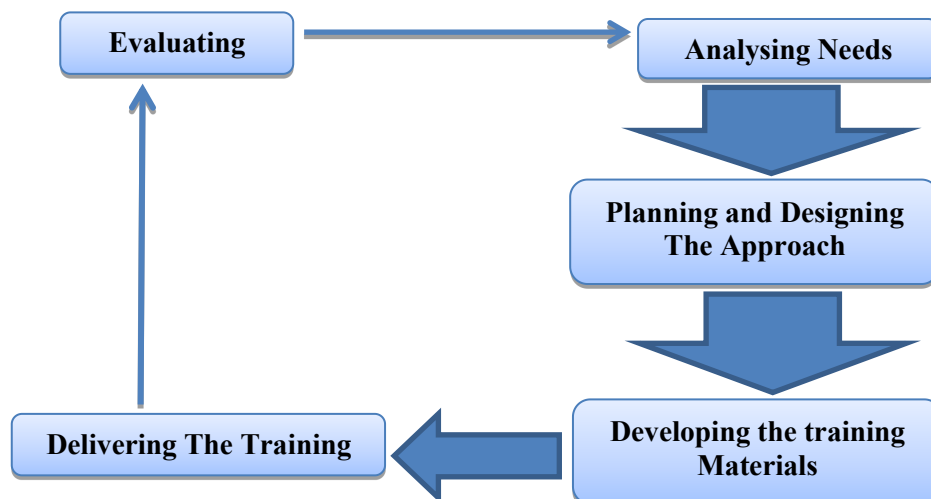 Evaluating
Analysing Needs
Planning and Designing
The Approach
Developing the training
Materials
Delivering The Training